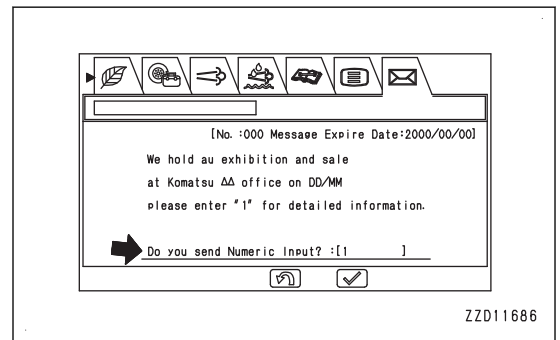 [No. :000 Message Expire Date:2000/00/00]
We hold au exhibition and sale
at Komatsu ΔΔ office on DD/MM
please enter "1" for detailed information.
Do you send Numeric Input? :[1 ]
ZZD11686